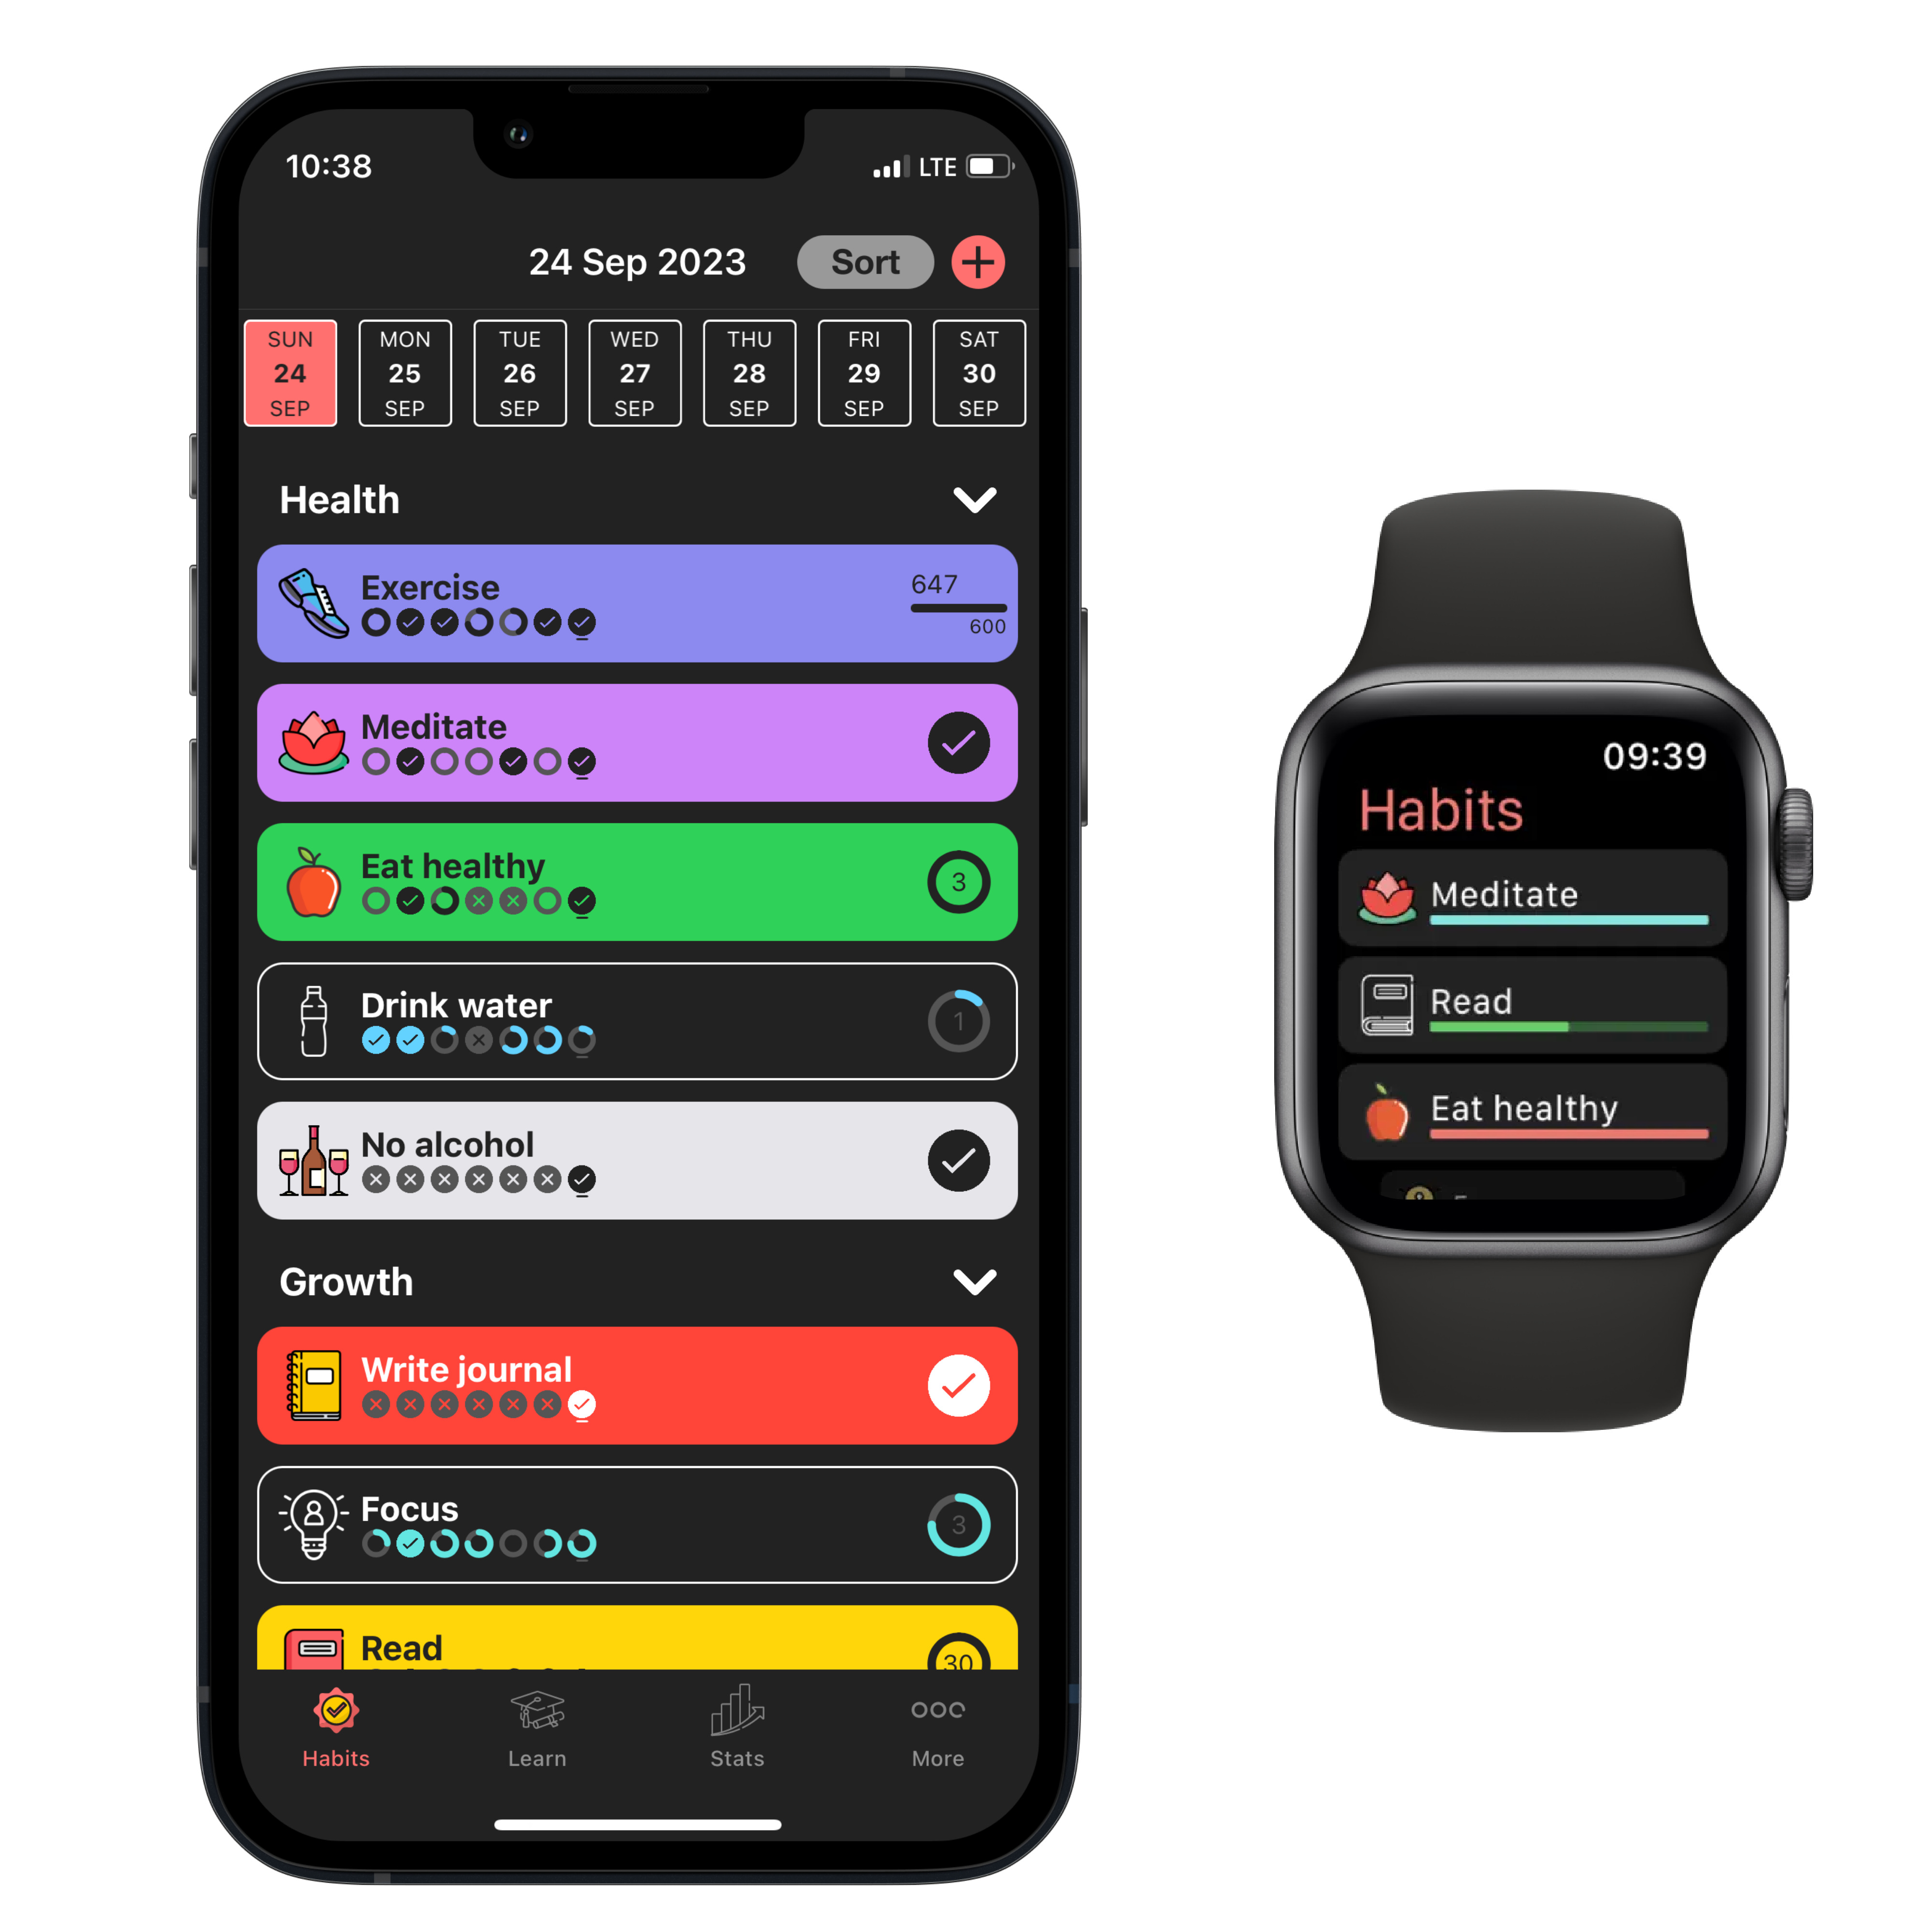 10:38
LTE
24 Sep 2023
Sort
SUN MON TUE WED THU FRI SAT
24 25 26 27 28 29 30
SEP SEP SEP SEP SEP SEP SEP
Health
Exercise
647
600
Meditate
Eat healthy
3
Drink water
1
No alcohol
Growth
Write journal
Focus
3
Read
30
Habits Learn Stats More
09:39
Habits
Meditate
Read
Eat healthy